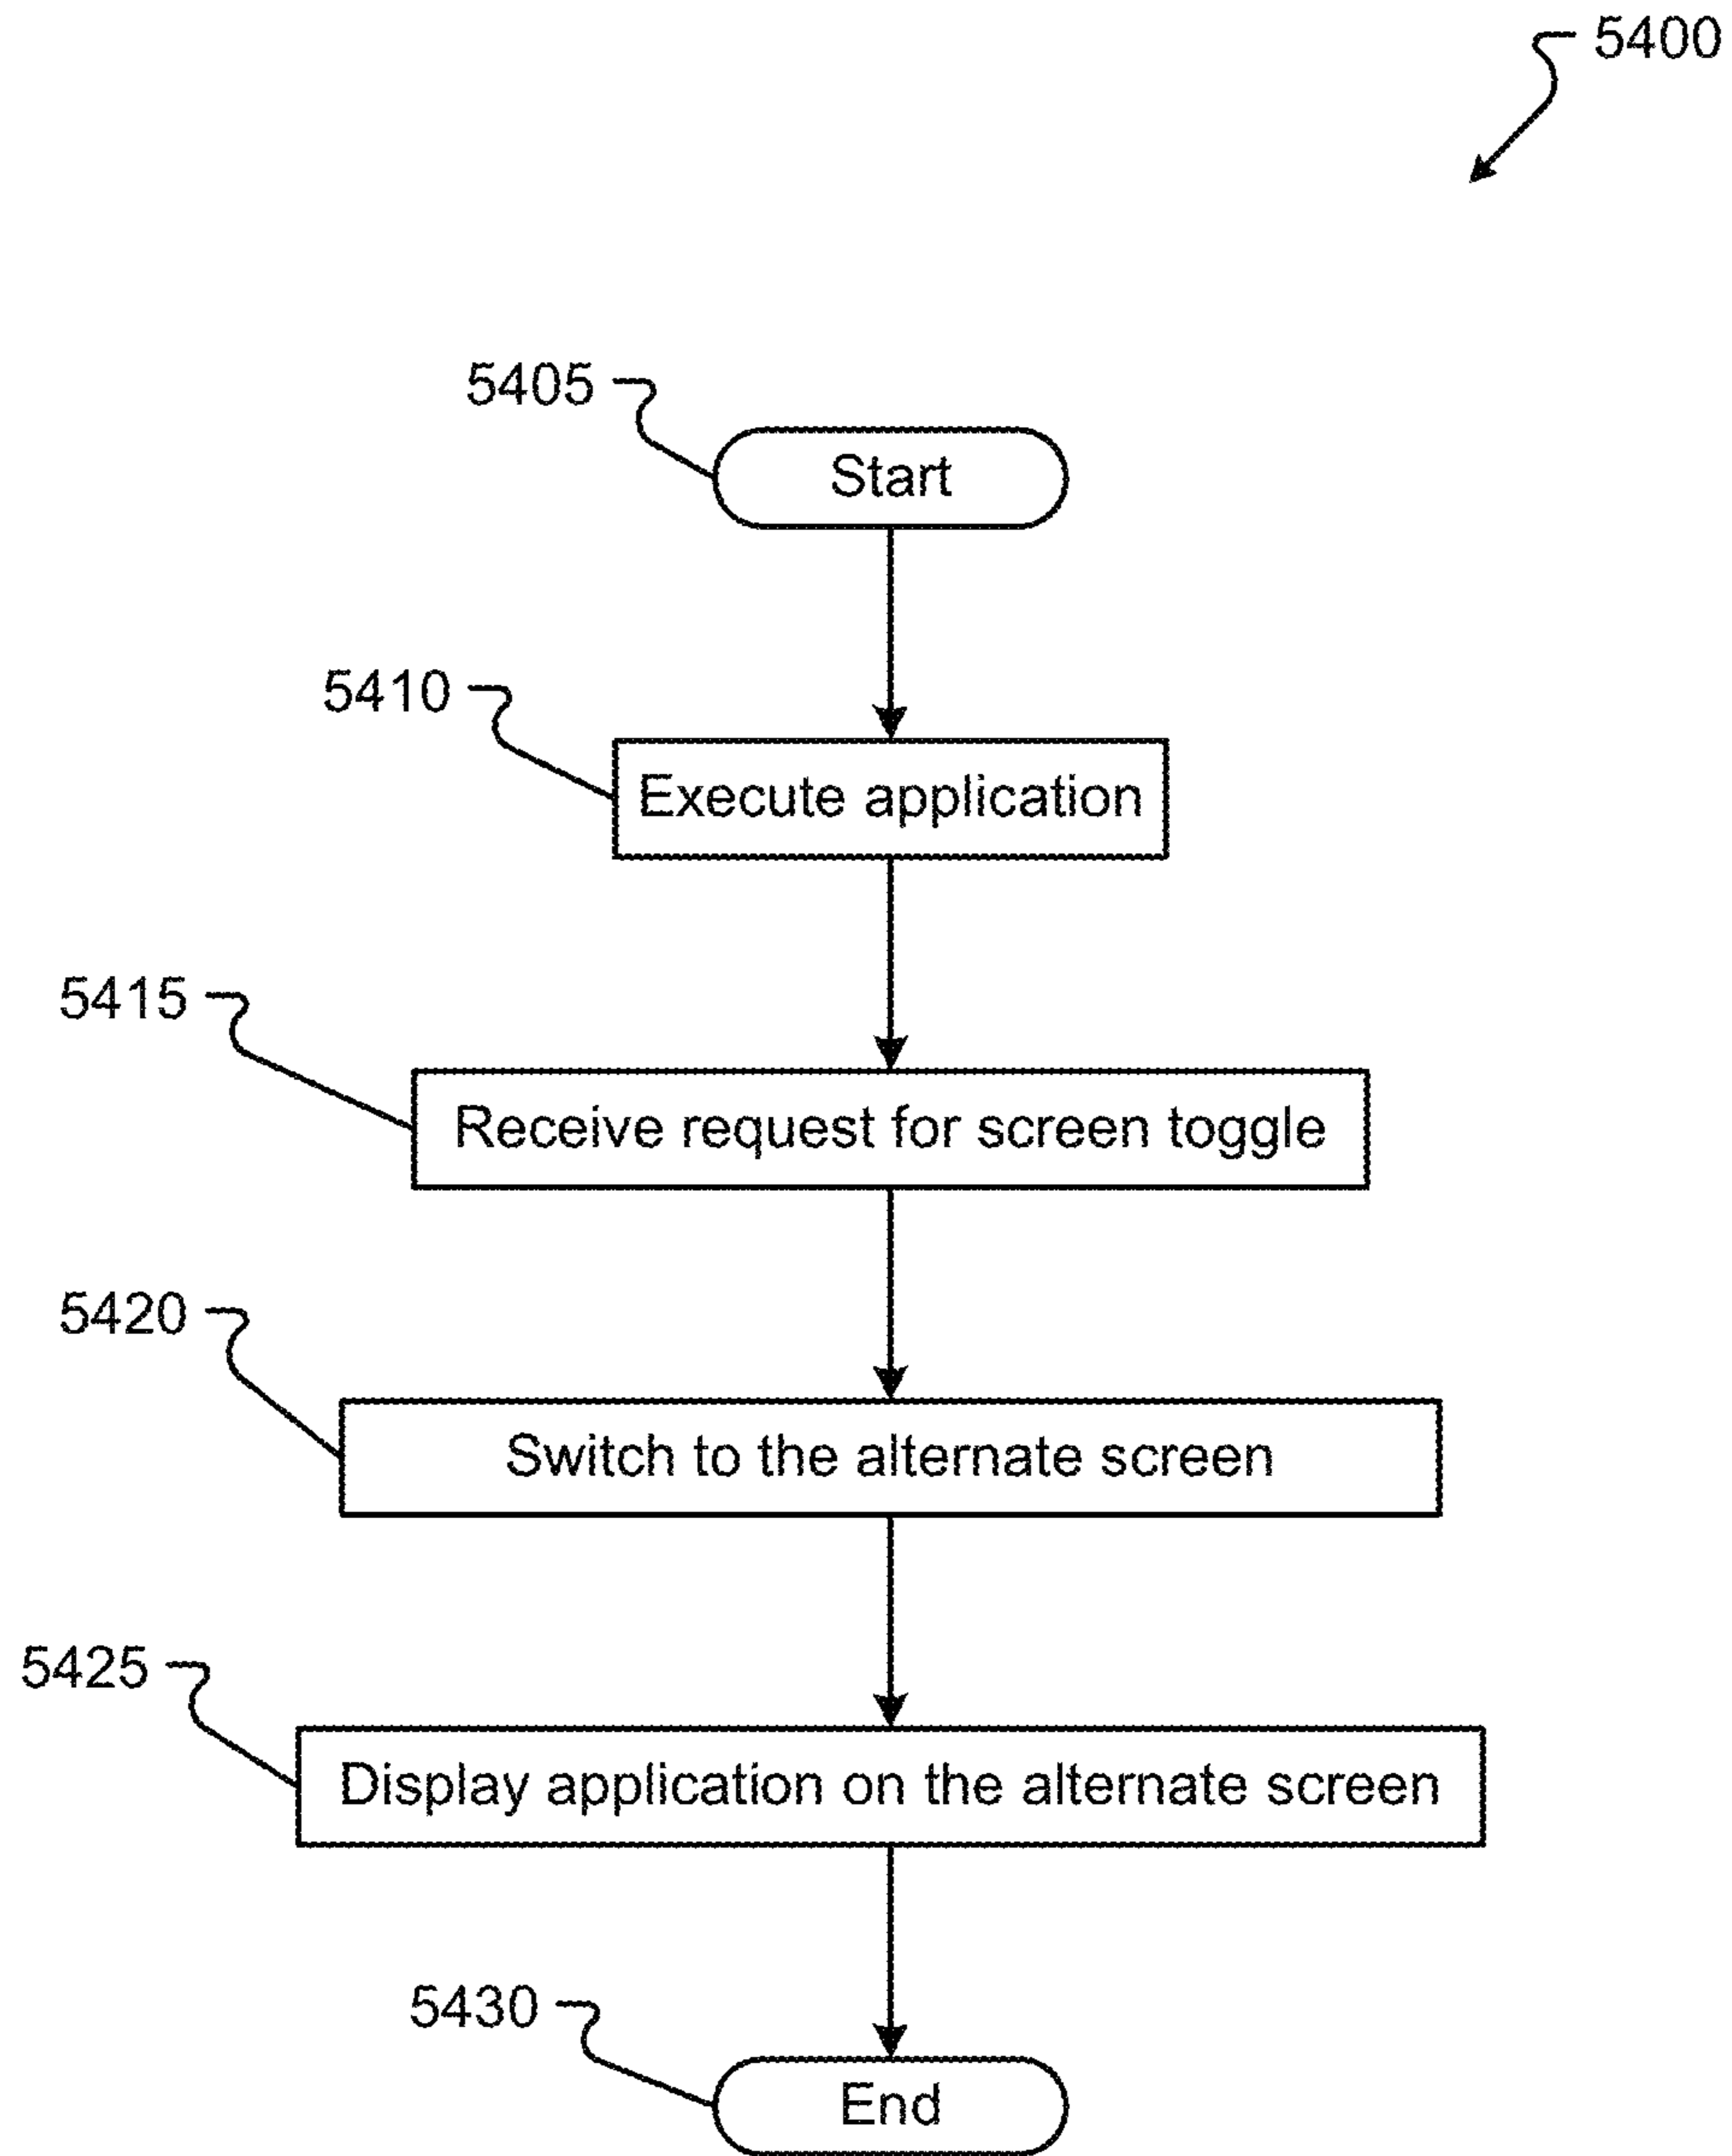 5400
5405
Start
5410
Execute application
5415
Receive request for screen toggle
5420
Switch to the alternate screen
5425
Display application on the alternate screen
5430
End